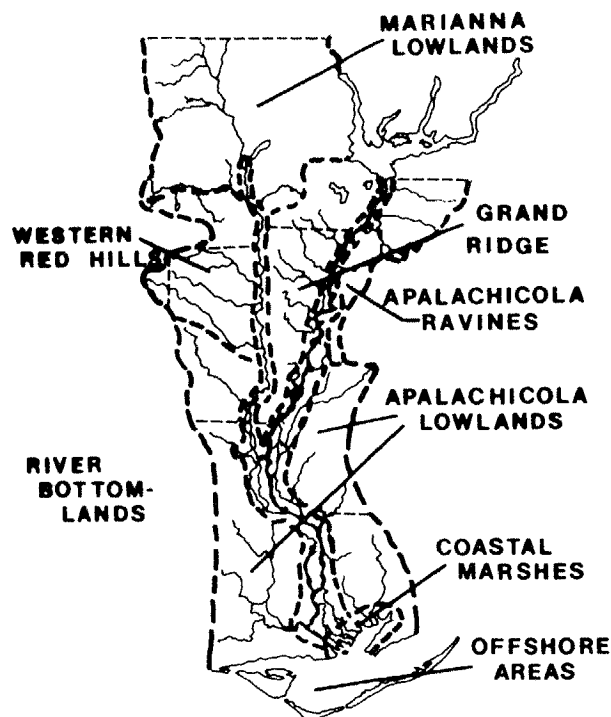 MARIANNA
LOWLANDS
WESTERN
RED HILLS
GRAND
RIDGE
APALACHICOLA
RAVINES
APALACHICOLA
LOWLANDS
RIVER
BOTTOM-
LANDS
COASTAL
MARSHES
OFFSHORE
AREAS